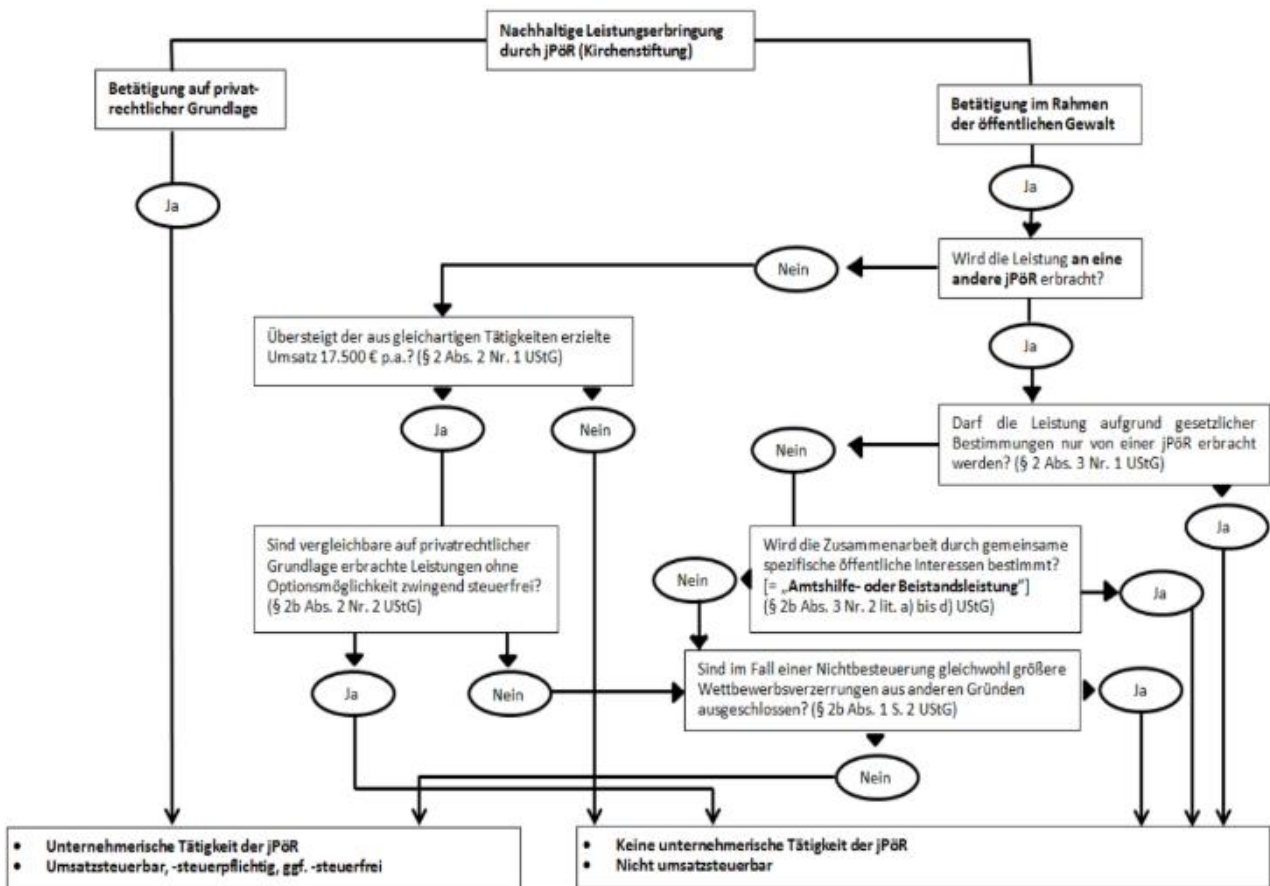 Nachhaltige Leistungserbringung
durch jPöR (Kirchenstiftung)
Betätigung auf privat-
rechtlicher Grundlage
Betätigung im Rahmen
der öffentlichen Gewalt
Ja
Ja
Nein
Wird die Leistung an eine
andere jPöR erbracht?
Übersteigt der aus gleichartigen Tätigkeiten erzielte
Umsatz 17.500 € p.a.? (§ 2 Abs. 2 Nr. 1 UStG)
Ja
Ja
Nein
Nein
Darf die Leistung aufgrund gesetzlicher
Bestimmungen nur von einer jPöR erbracht
werden? (§ 2 Abs. 3 Nr. 1 UStG)
Ja
Sind vergleichbare auf privatrechtlicher
Grundlage erbrachte Leistungen ohne
Optionsmöglichkeit zwingend steuerfrei?
(§ 2b Abs. 2 Nr. 2 UStG)
Nein
Wird die Zusammenarbeit durch gemeinsame
spezifische öffentliche Interessen bestimmt?
[= „Amtshilfe- oder Beistandsleistung"]
(§ 2b Abs. 3 Nr. 2 lit. a) bis d) UStG)
Ja
Ja
Nein
Sind im Fall einer Nichtbesteuerung gleichwohl größere
Wettbewerbsverzerrungen aus anderen Gründen
ausgeschlossen? (§ 2b Abs. 1 S. 2 UStG)
Ja
Nein
• Unternehmerische Tätigkeit der jPöR
• Umsatzsteuerbar, -steuerpflichtig, ggf. -steuerfrei
• Keine unternehmerische Tätigkeit der jPöR
• Nicht umsatzsteuerbar